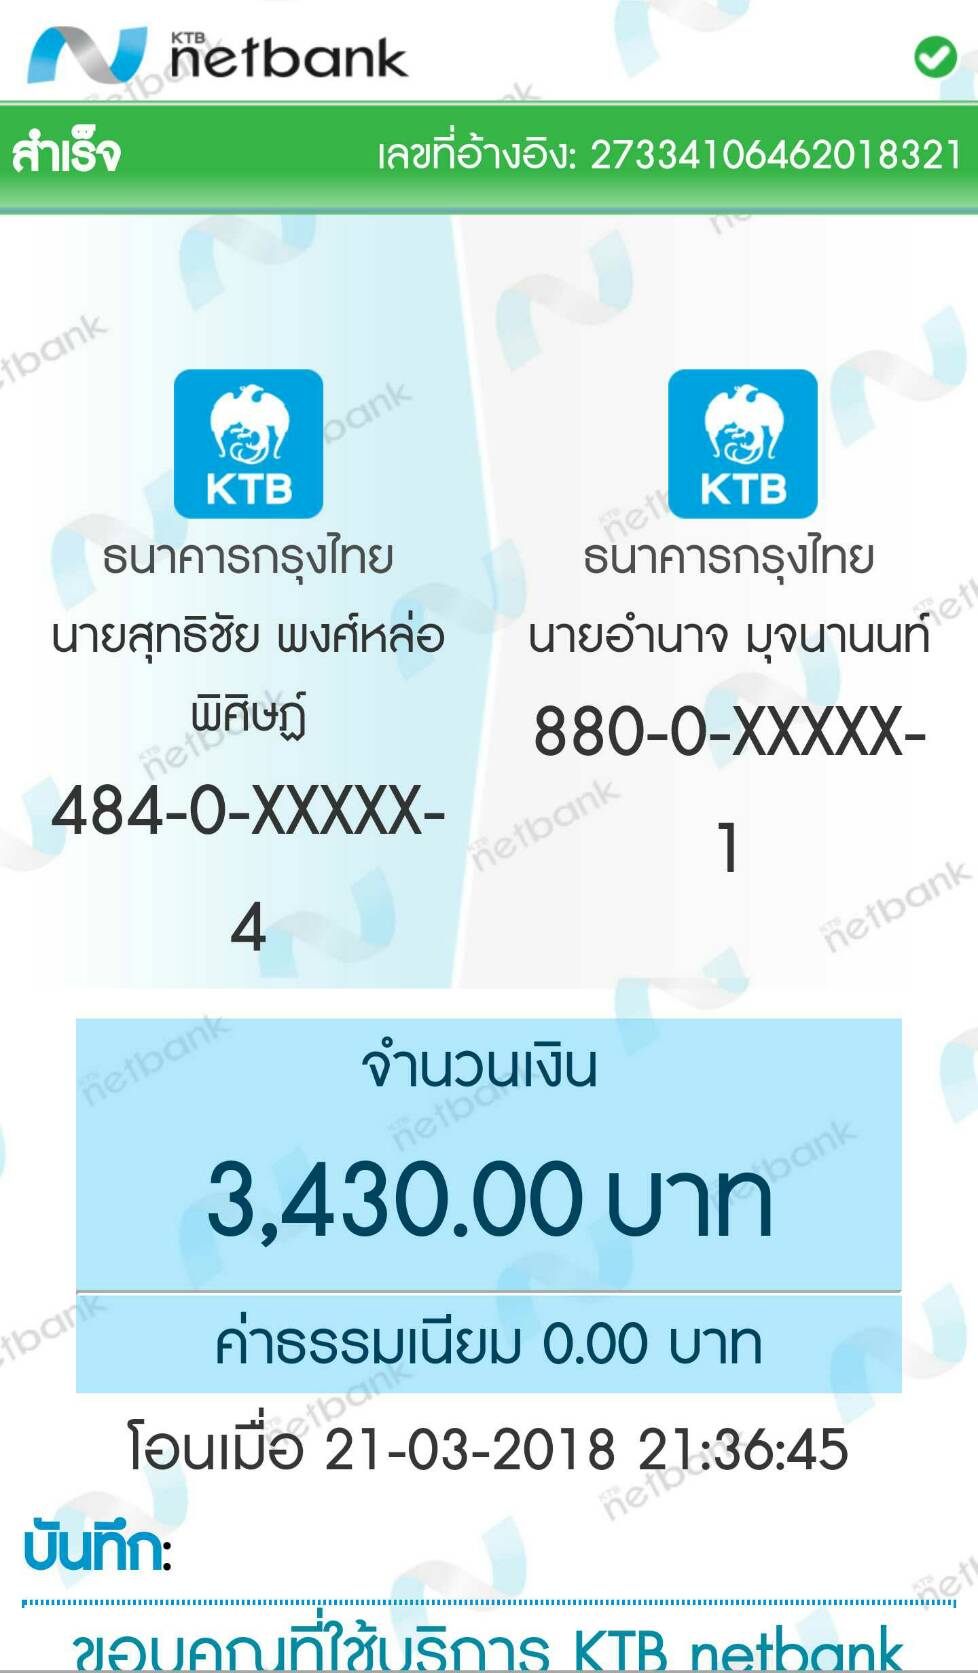 KTB netbank
สำเร็จ
เลขที่อ้างอิง: 27334106462018321
KTB
ธนาคารกรุงไทย
นายสุทธิชัย พงศ์หล่อ
พิศิษฏ์
484-0-XXXXX-
4
KTB
ธนาคารกรุงไทย
นายอำนาจ มุจนานนท์
880-0-XXXXX-
1
จำนวนเงิน
3,430.00 บาท
ค่าธรรมเนียม 0.00 บาท
โอนเมื่อ 21-03-2018 21:36:45
บันทึก:
ขอบคุณที่ใช้บริการ KTB netbank